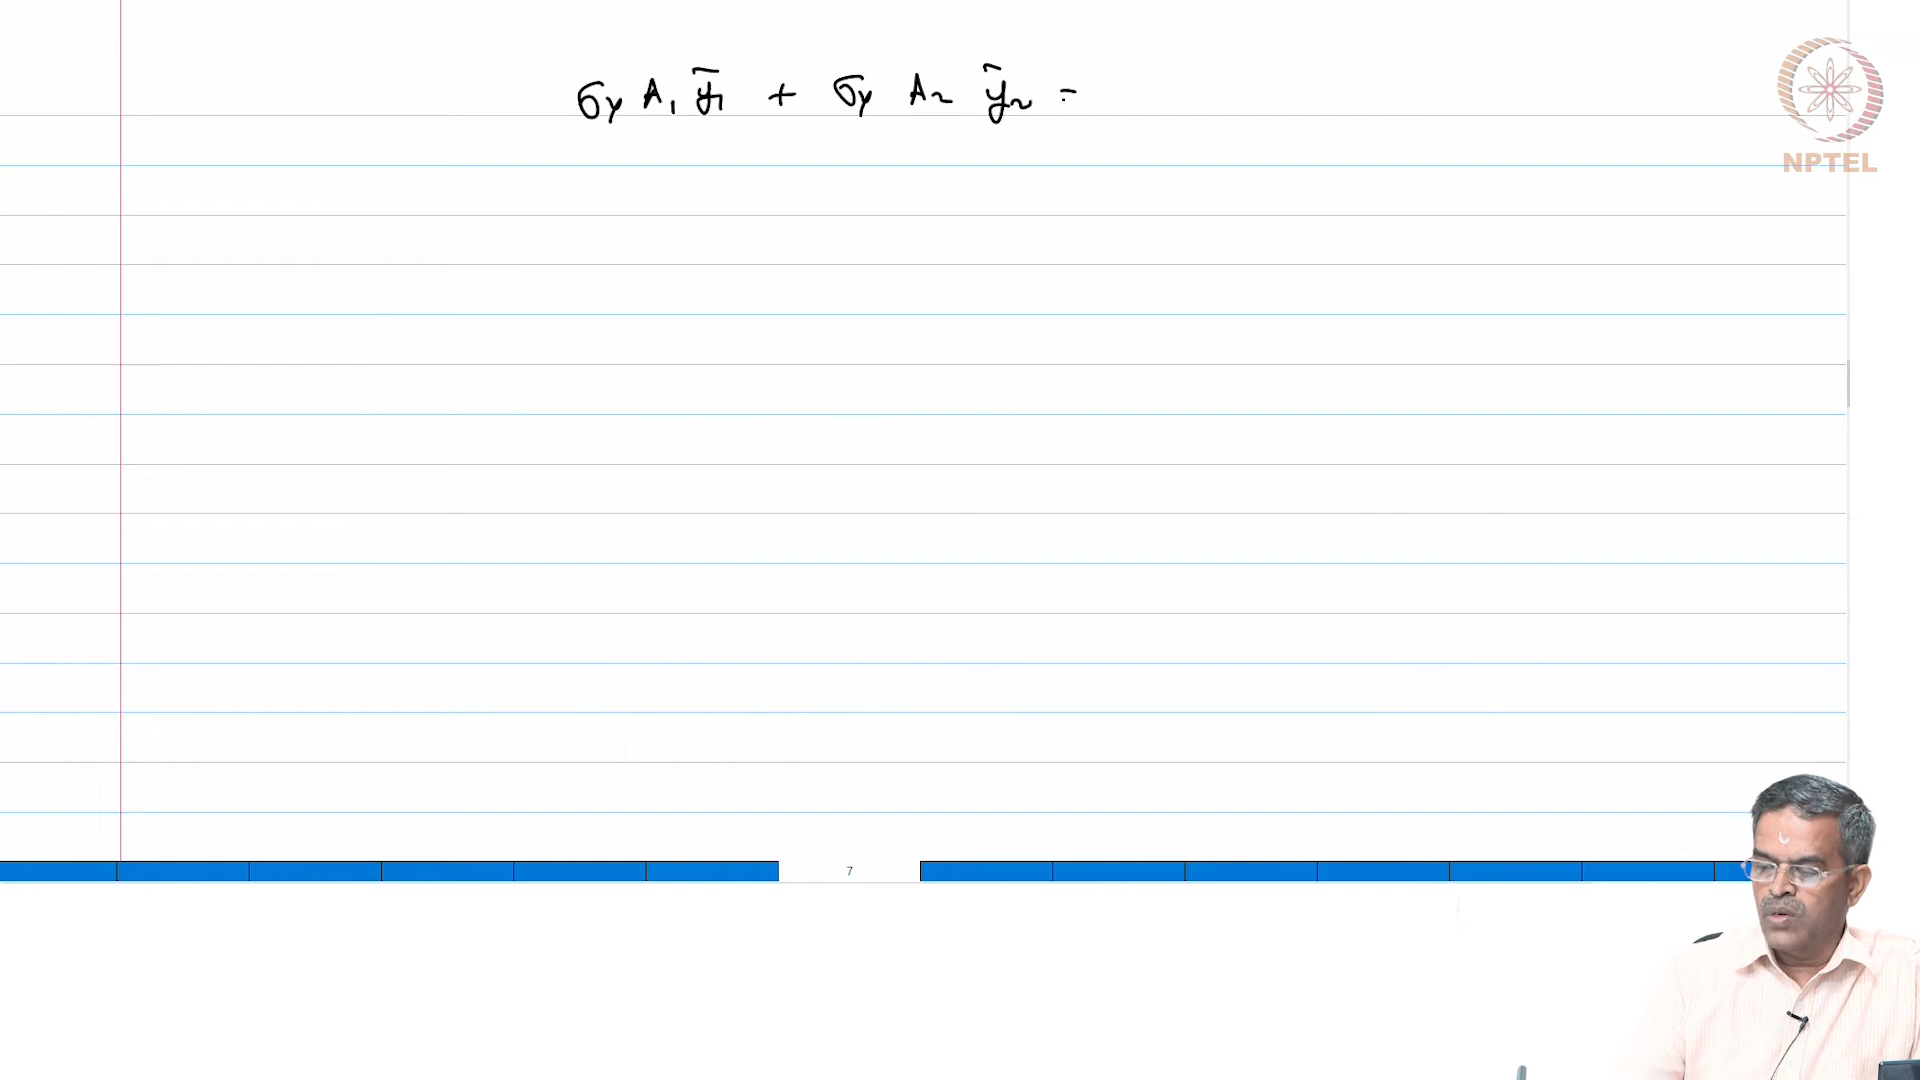 σy A₁ ȳ₁ + σy A₂ ȳ₂ =
NPTEL
7